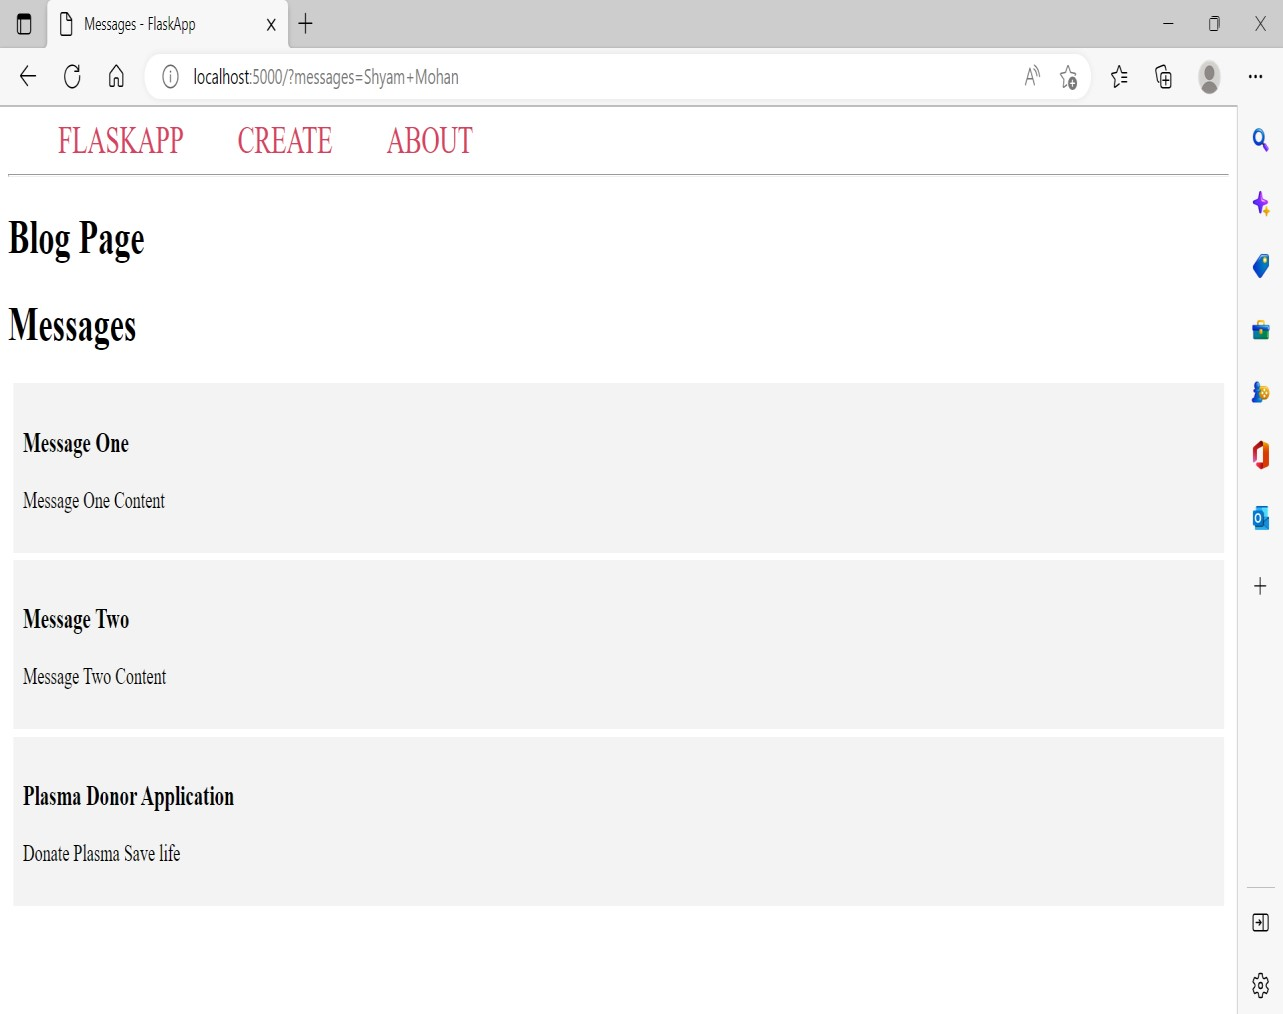 Messages - FlaskApp
localhost:5000/?messages=Shyam+Mohan
FLASKAPP CREATE ABOUT
Blog Page
Messages
Message One
Message One Content
Message Two
Message Two Content
Plasma Donor Application
Donate Plasma Save life